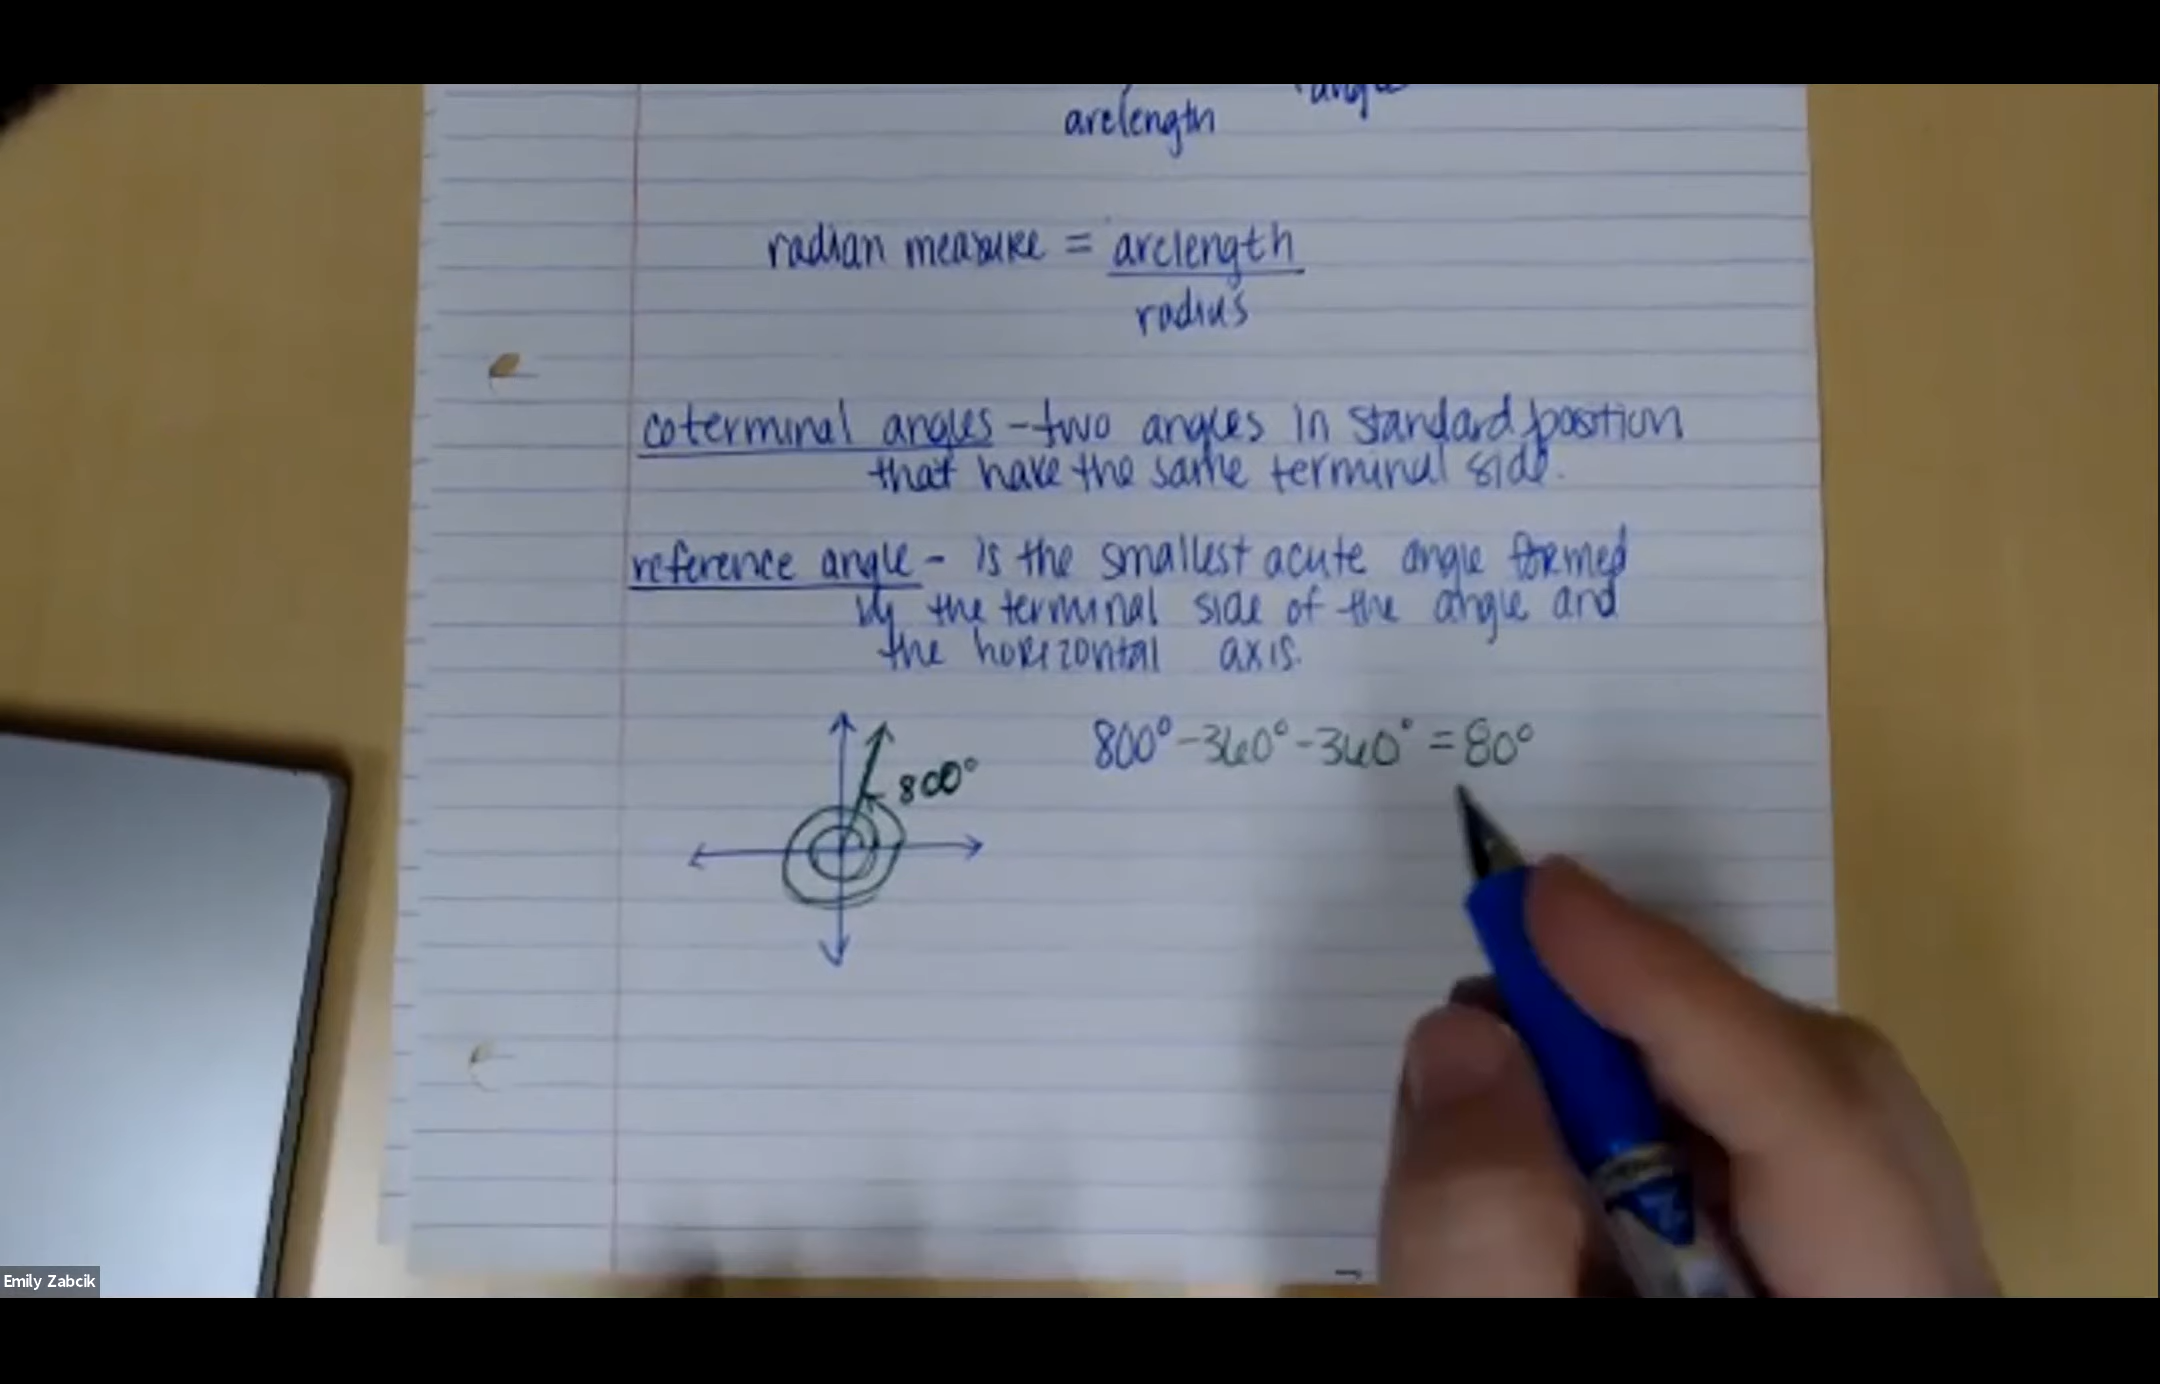 angle
arclength
radian measure = arclength
radius
coterminal angles - two angles in standard position
that have the same terminal side.
reference angle - is the smallest acute angle formed
by the terminal side of the angle and
the horizontal axis.
800° - 360° - 360° = 80°
800°
Emily Zabcik